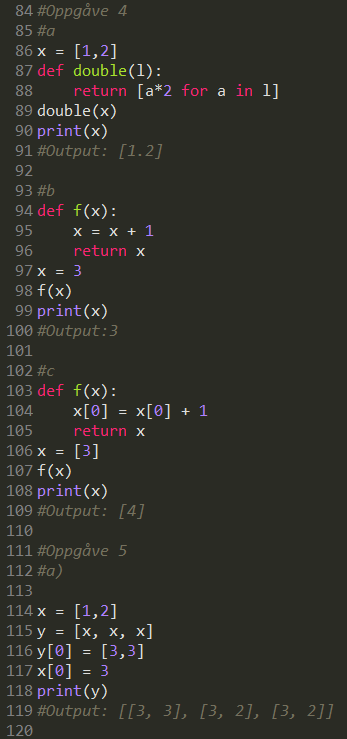 84 #Oppgåve 4
85 #a
86 x = [1,2]
87 def double(l):
88     return [a*2 for a in l]
89 double(x)
90 print(x)
91 #Output: [1.2]
92
93 #b
94 def f(x):
95     x = x + 1
96     return x
97 x = 3
98 f(x)
99 print(x)
100 #Output:3
101
102 #c
103 def f(x):
104     x[0] = x[0] + 1
105     return x
106 x = [3]
107 f(x)
108 print(x)
109 #Output: [4]
110
111 #Oppgåve 5
112 #a)
113
114 x = [1,2]
115 y = [x, x, x]
116 y[0] = [3,3]
117 x[0] = 3
118 print(y)
119 #Output: [[3, 3], [3, 2], [3, 2]]
120